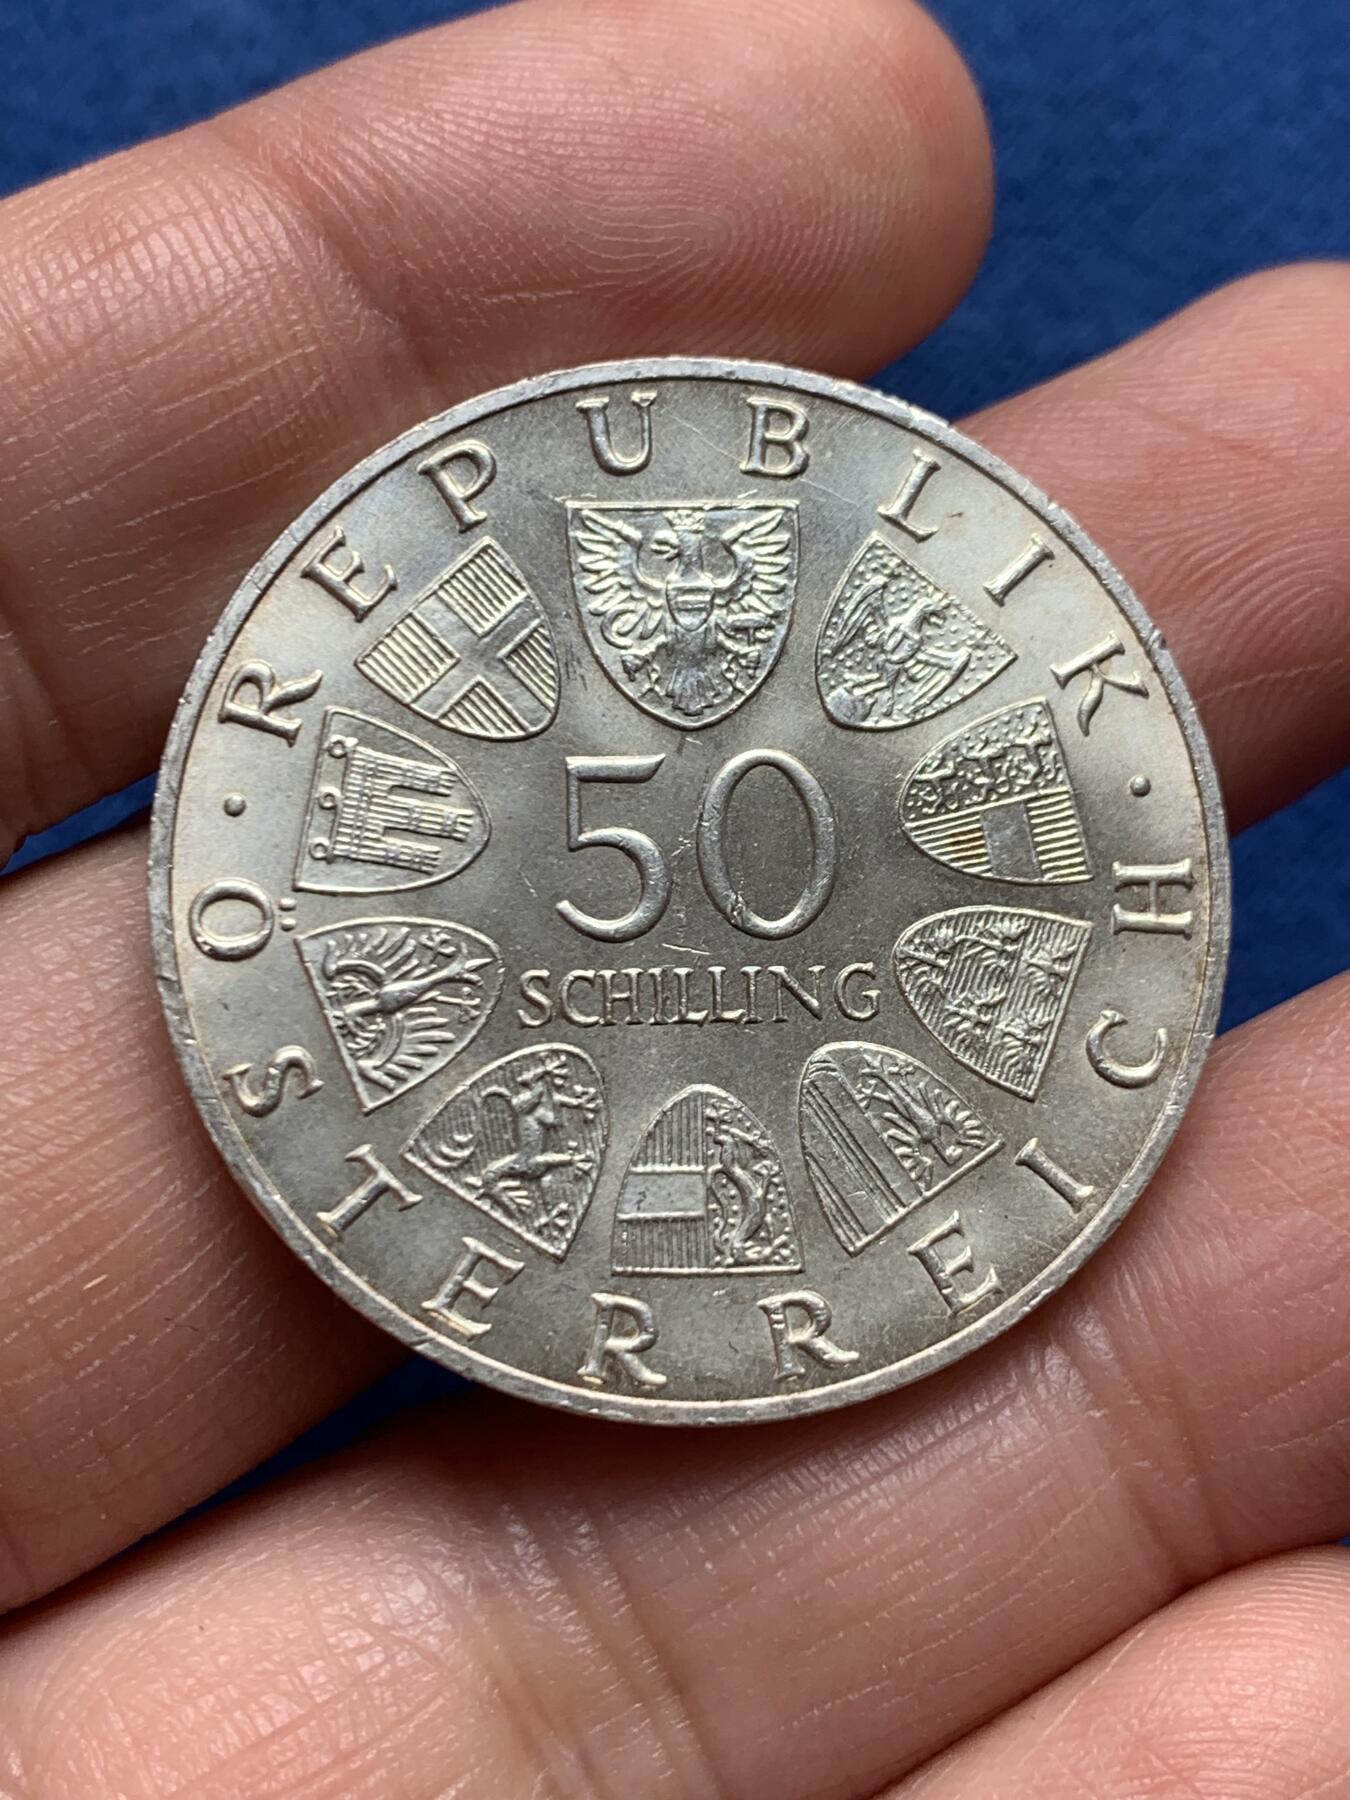 · REPUBLIK · ÖSTERREICH
50
SCHILLING